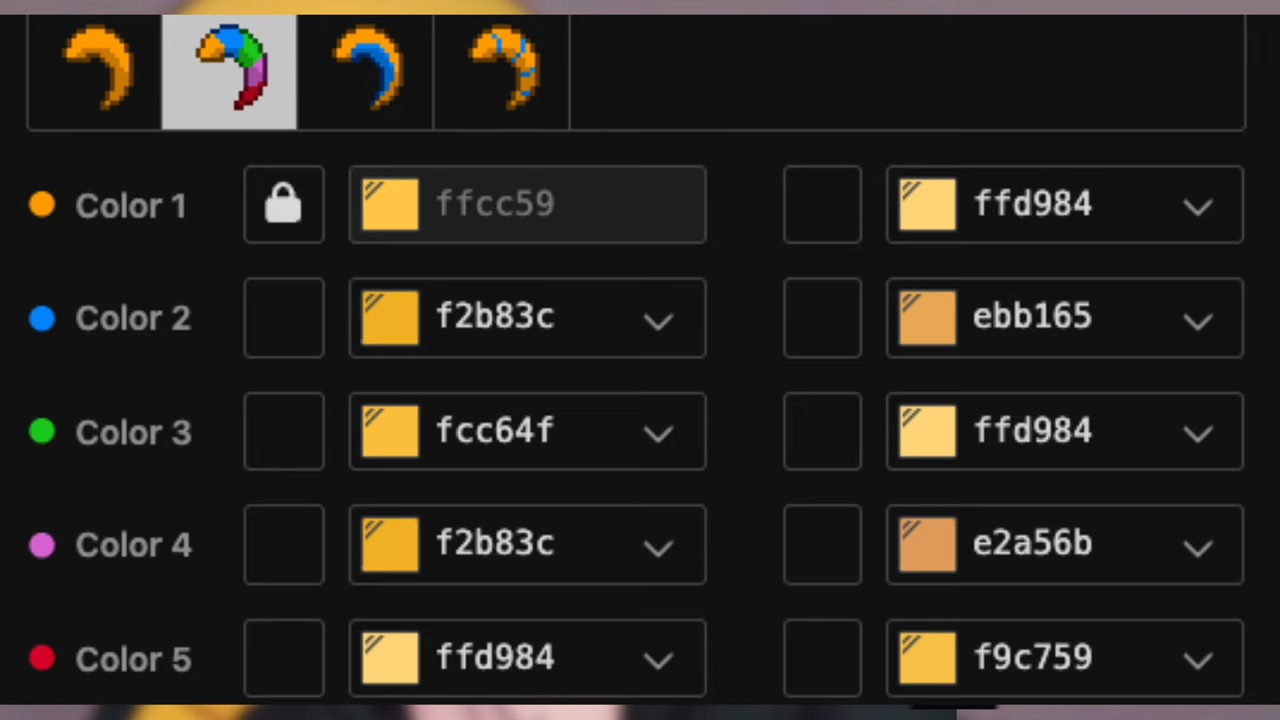 Color 1 ffcc59 ffd984
Color 2 f2b83c ebb165
Color 3 fcc64f ffd984
Color 4 f2b83c e2a56b
Color 5 ffd984 f9c759